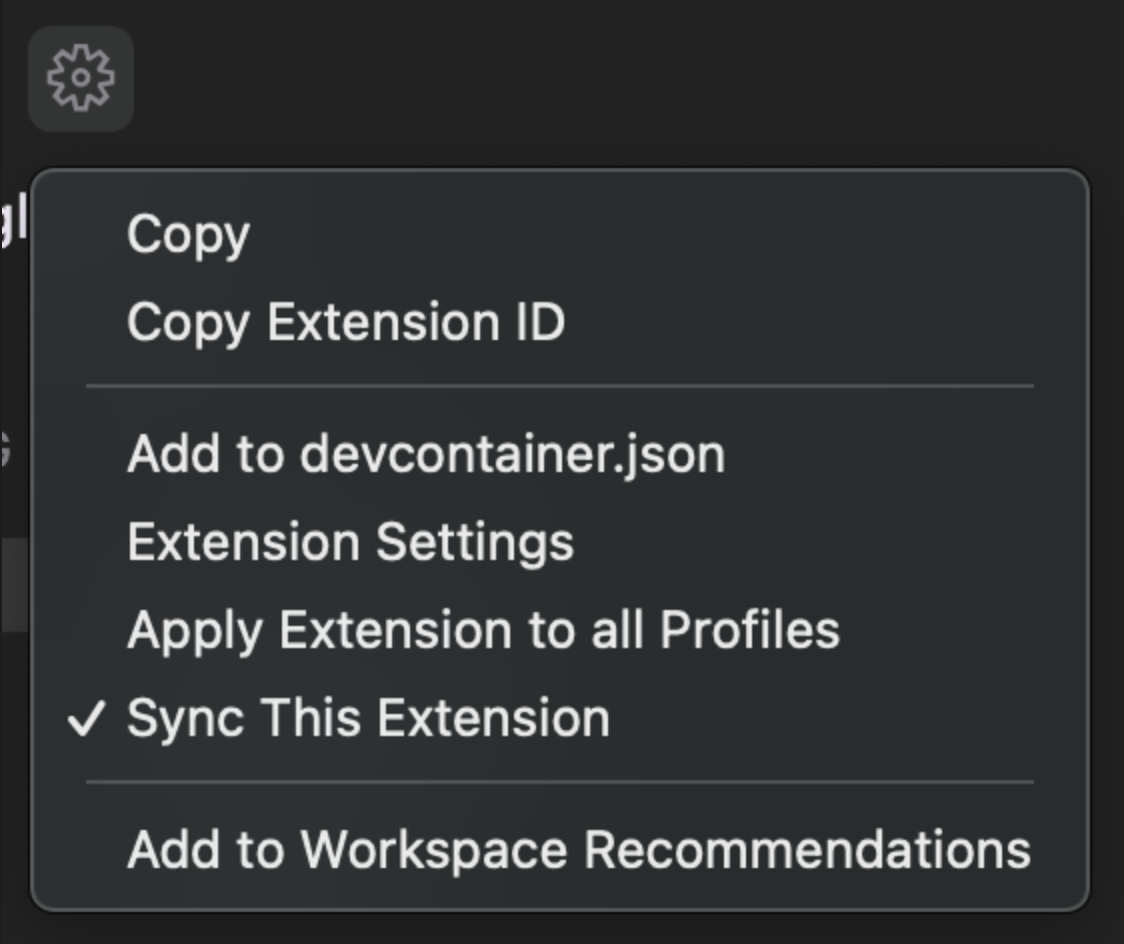 Copy
Copy Extension ID
Add to devcontainer.json
Extension Settings
Apply Extension to all Profiles
✓ Sync This Extension
Add to Workspace Recommendations